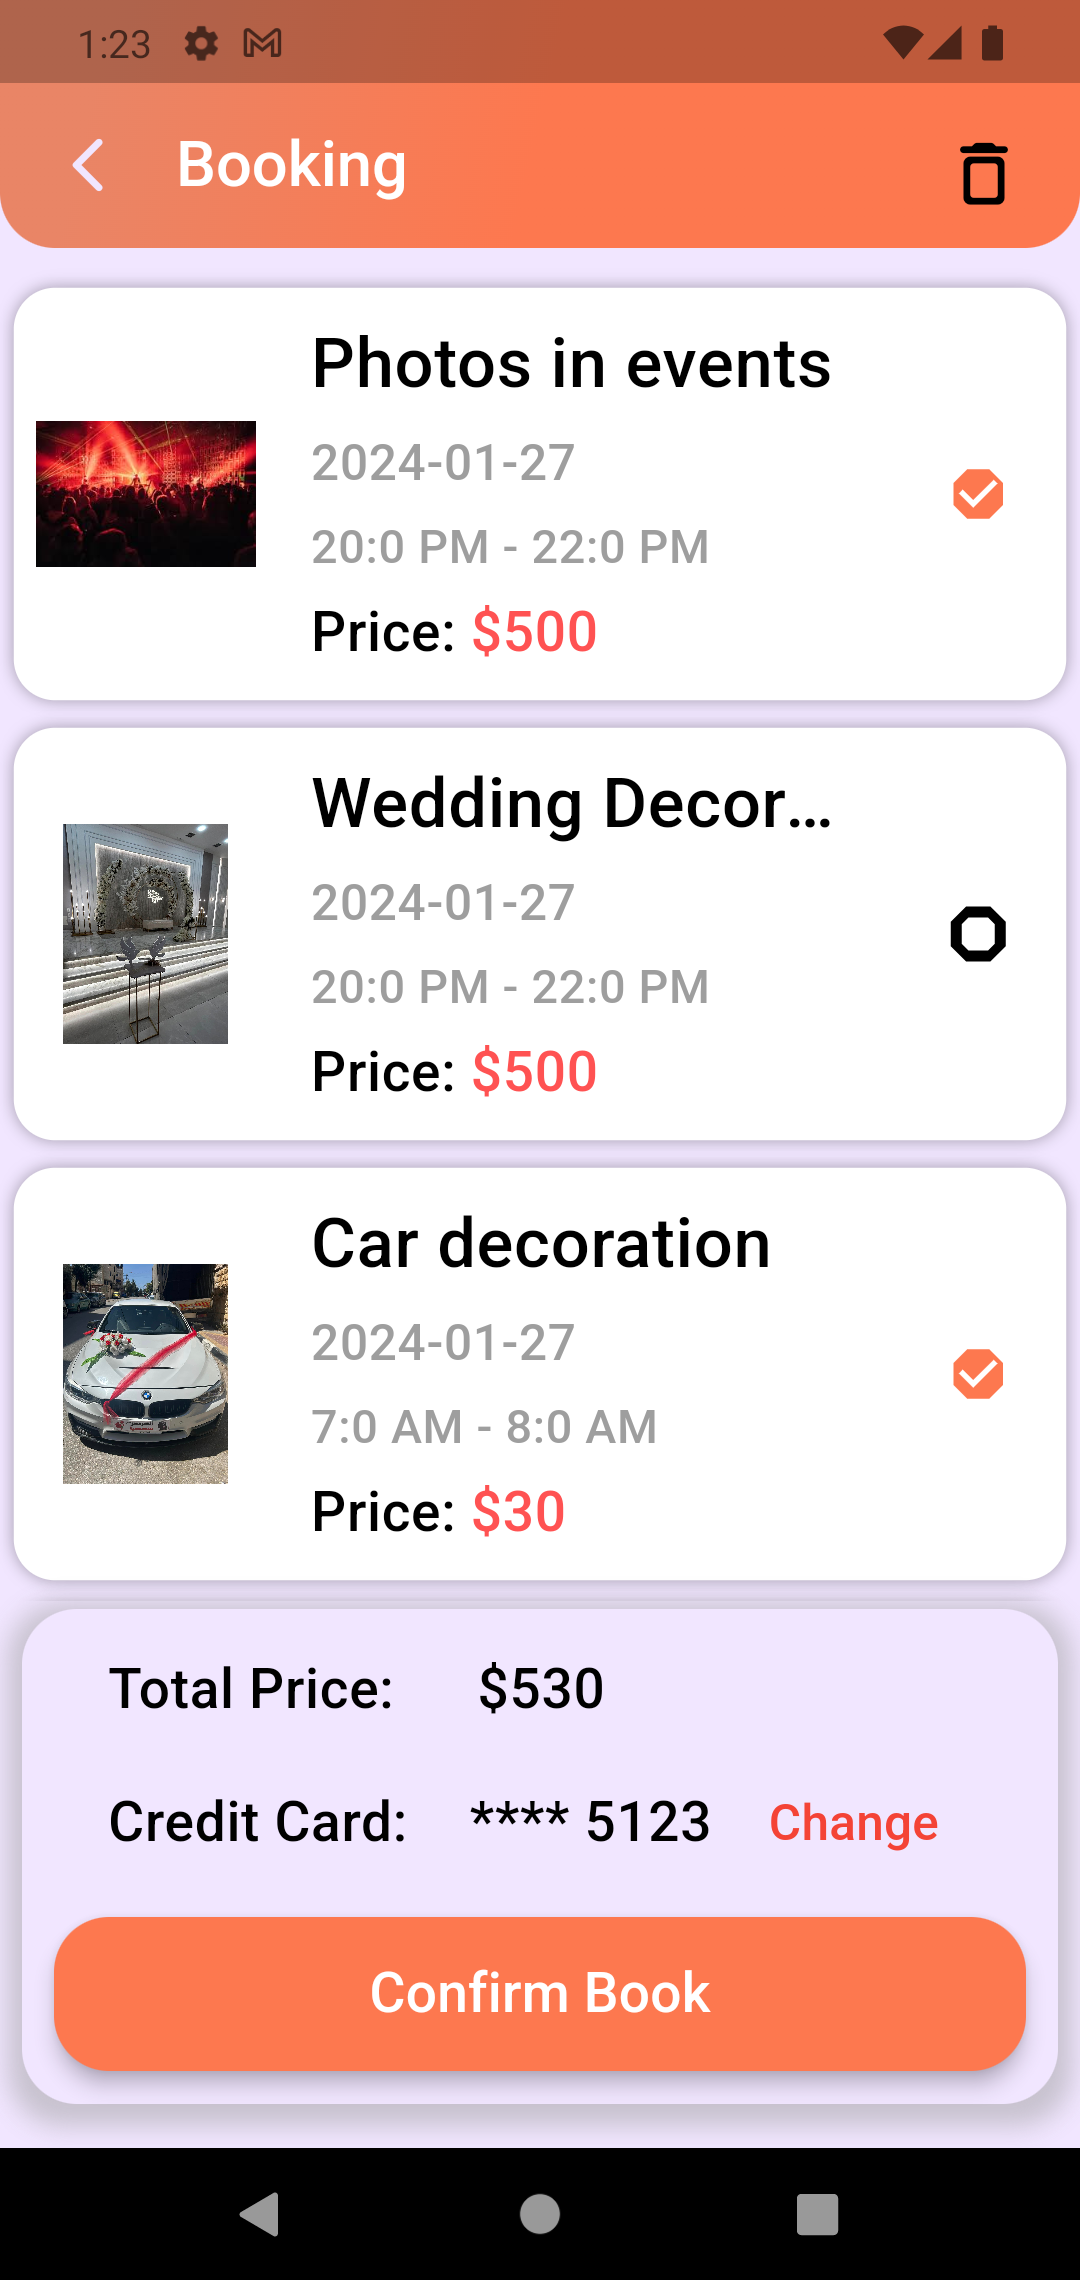 1:23
Booking
Photos in events
2024-01-27
20:0 PM - 22:0 PM
Price: $500
Wedding Decor...
2024-01-27
20:0 PM - 22:0 PM
Price: $500
Car decoration
2024-01-27
7:0 AM - 8:0 AM
Price: $30
Total Price: $530
Credit Card: **** 5123 Change
Confirm Book